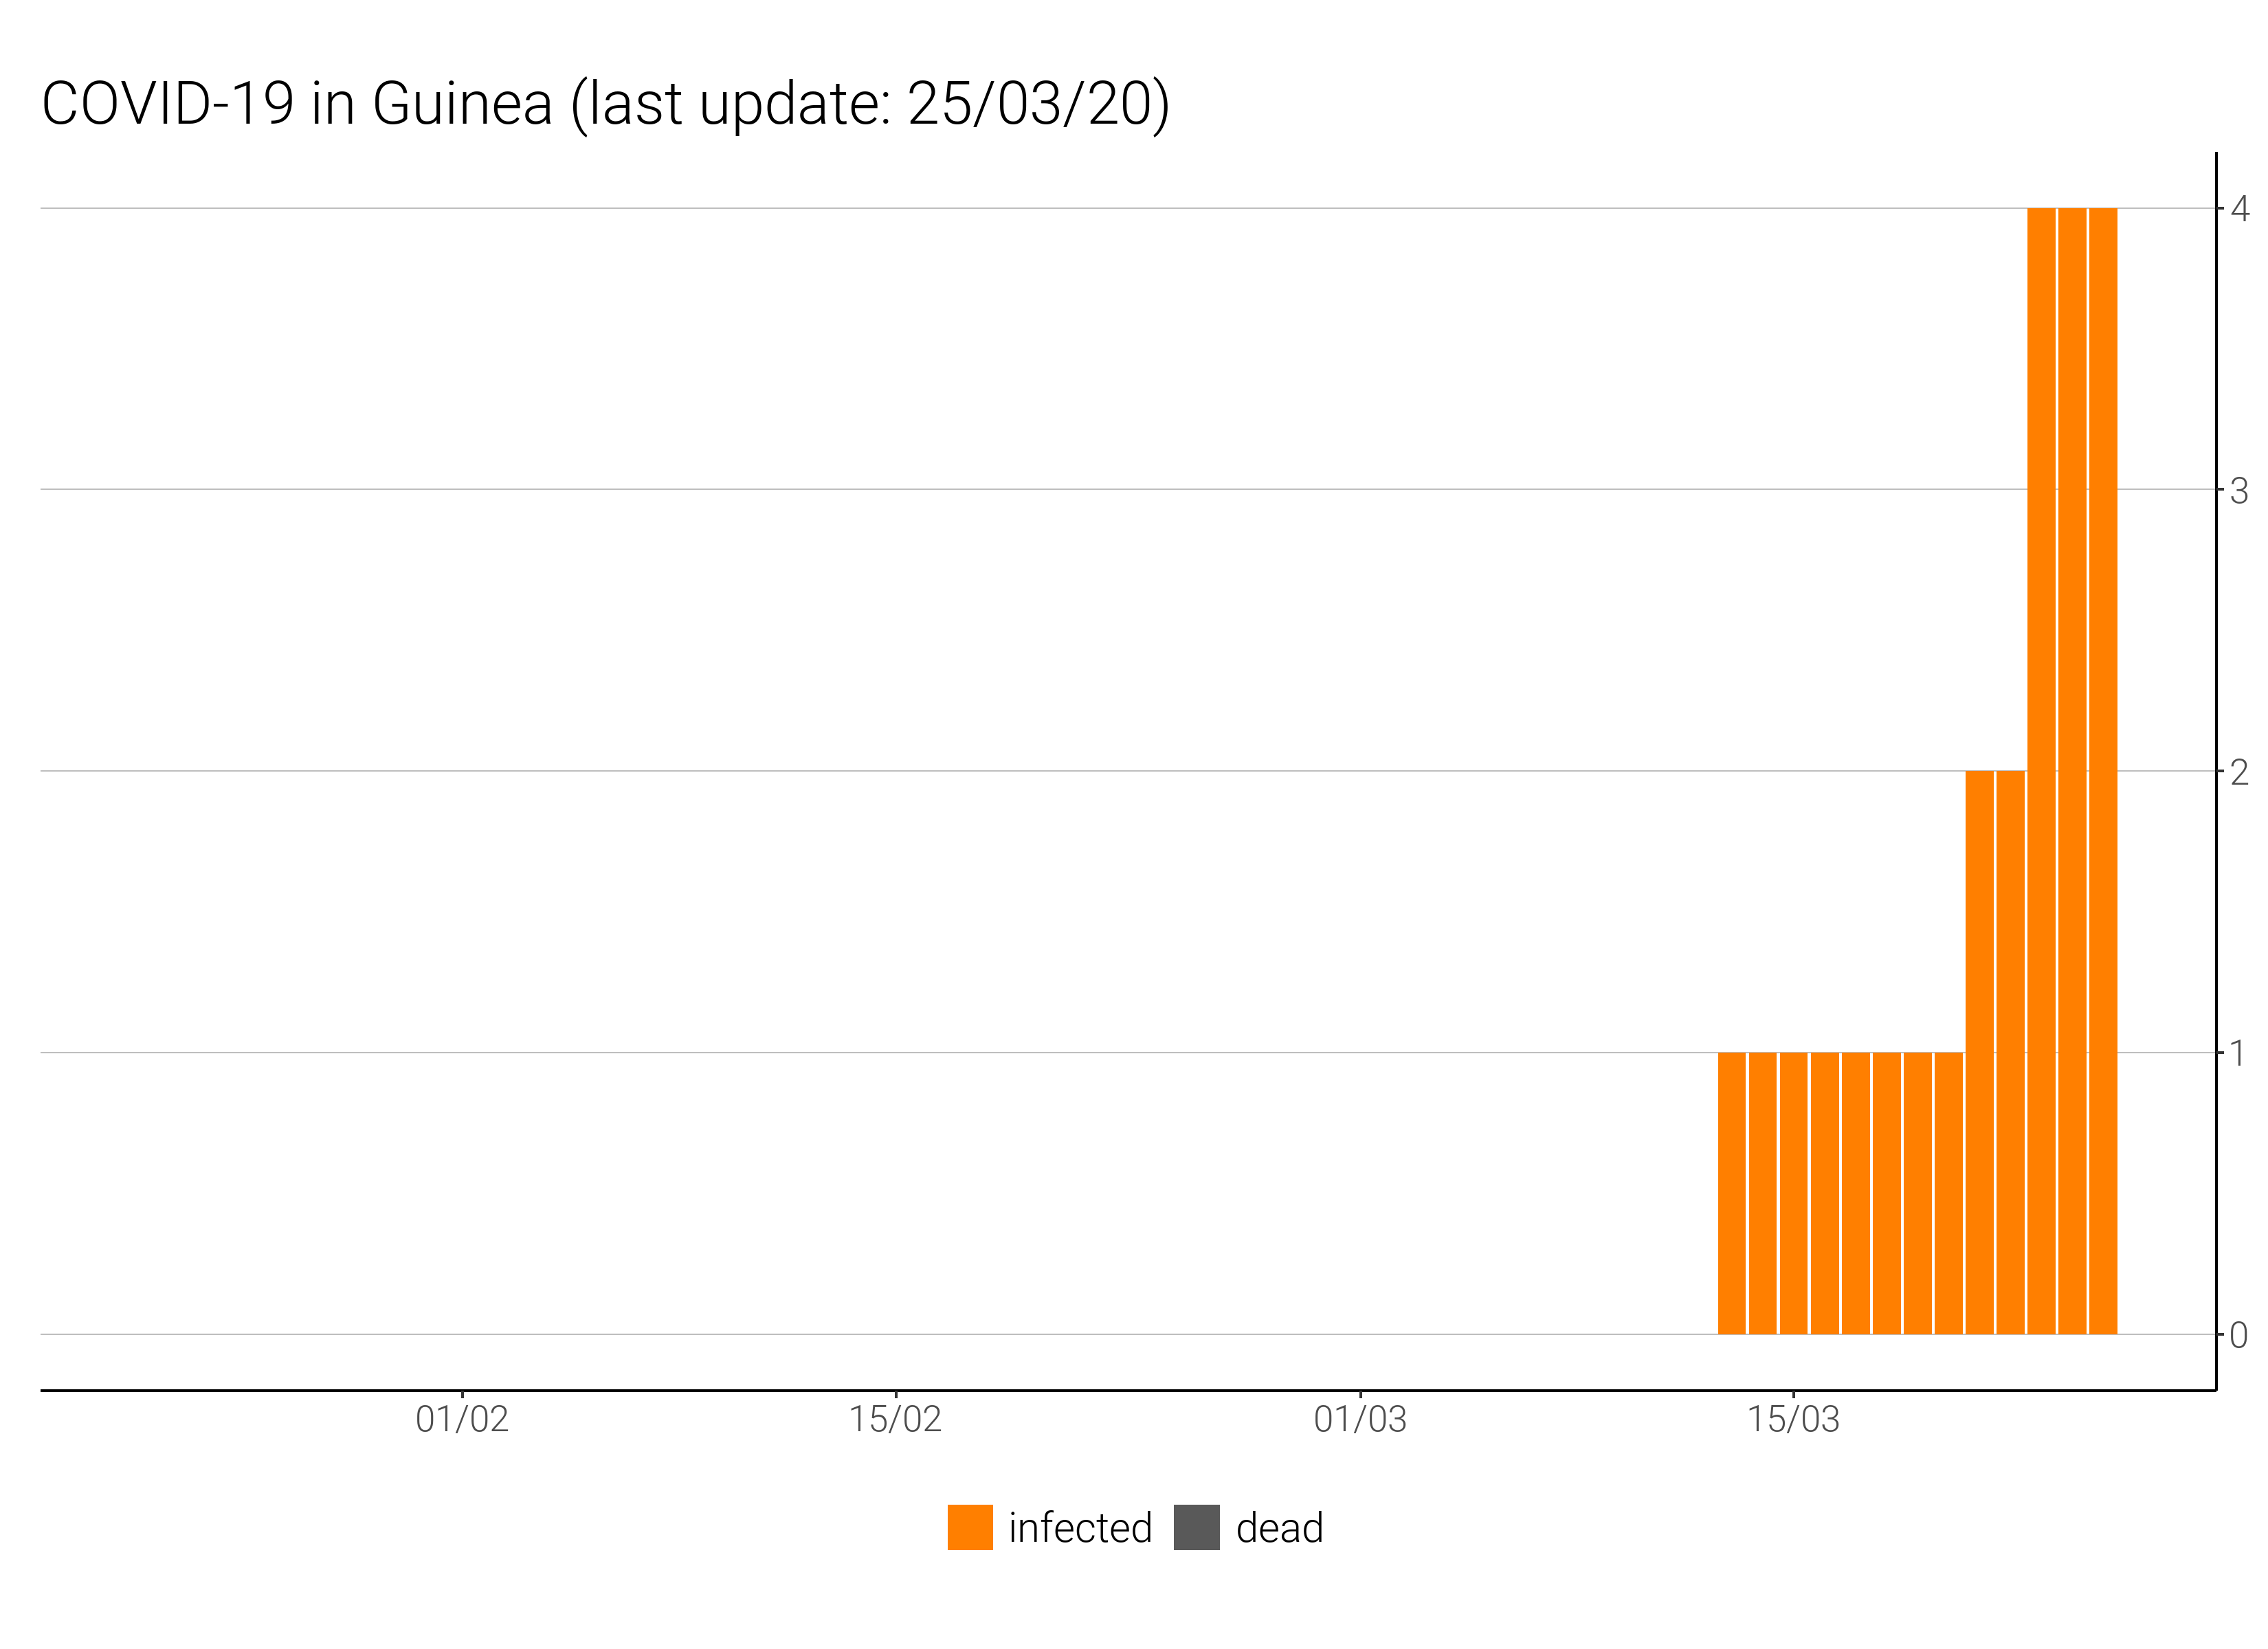 COVID-19 in Guinea (last update: 25/03/20)
4
3
2
1
0
01/02 15/02 01/03 15/03
infected dead